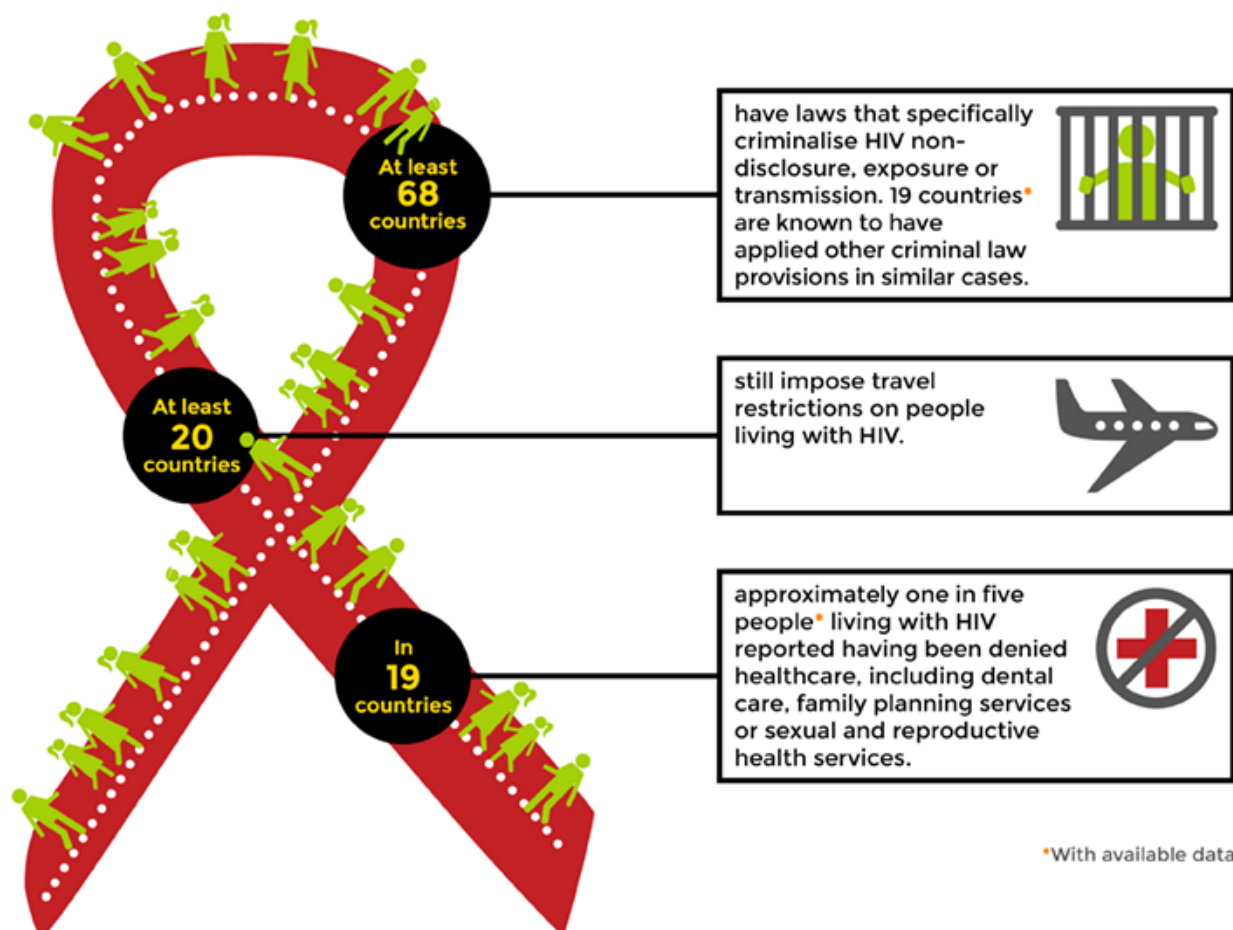 At least
68
countries
have laws that specifically
criminalise HIV non-
disclosure, exposure or
transmission. 19 countries*
are known to have
applied other criminal law
provisions in similar cases.
At least
20
countries
still impose travel
restrictions on people
living with HIV.
In
19
countries
approximately one in five
people* living with HIV
reported having been denied
healthcare, including dental
care, family planning services
or sexual and reproductive
health services.
*With available data